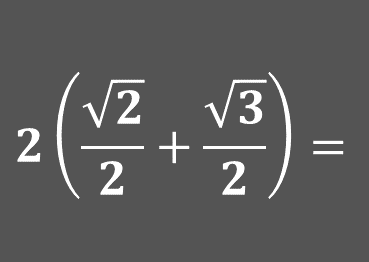 2(√2/2 + √3/2) =